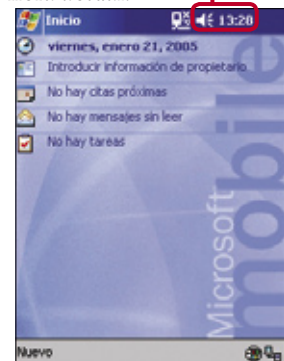 Inicio 13:20
viernes, enero 21, 2005
Introducir información de propietario
No hay citas próximas
No hay mensajes sin leer
No hay tareas
Microsoft
mobile
Nuevo